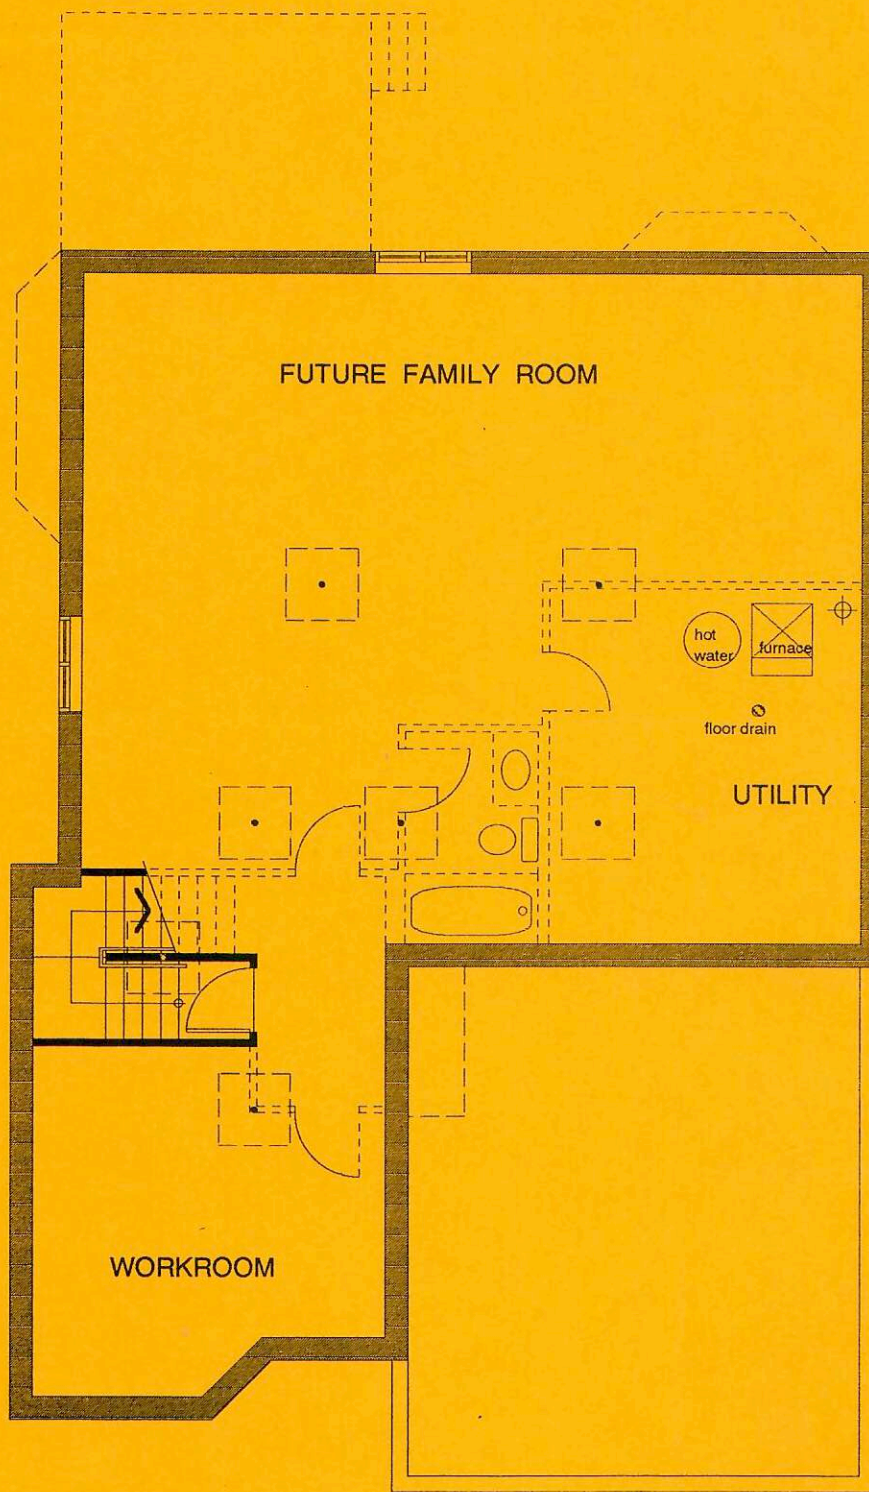 FUTURE FAMILY ROOM
hot
water
furnace
floor drain
UTILITY
WORKROOM